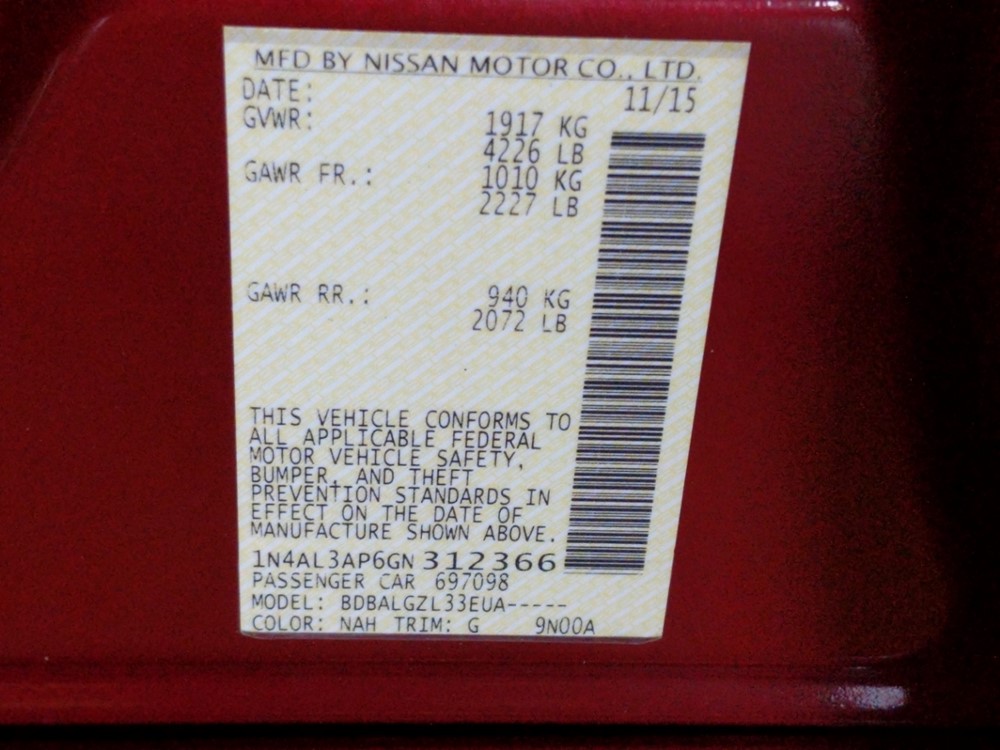 MFD BY NISSAN MOTOR CO., LTD.
DATE: 11/15
GVWR: 1917 KG
4226 LB
GAWR FR.: 1010 KG
2227 LB
GAWR RR.: 940 KG
2072 LB
THIS VEHICLE CONFORMS TO
ALL APPLICABLE FEDERAL
MOTOR VEHICLE SAFETY,
BUMPER, AND THEFT
PREVENTION STANDARDS IN
EFFECT ON THE DATE OF
MANUFACTURE SHOWN ABOVE.
1N4AL3AP6GN312366
PASSENGER CAR 697098
MODEL: BDBALGZL33EUA-----
COLOR: NAH TRIM: G 9N00A